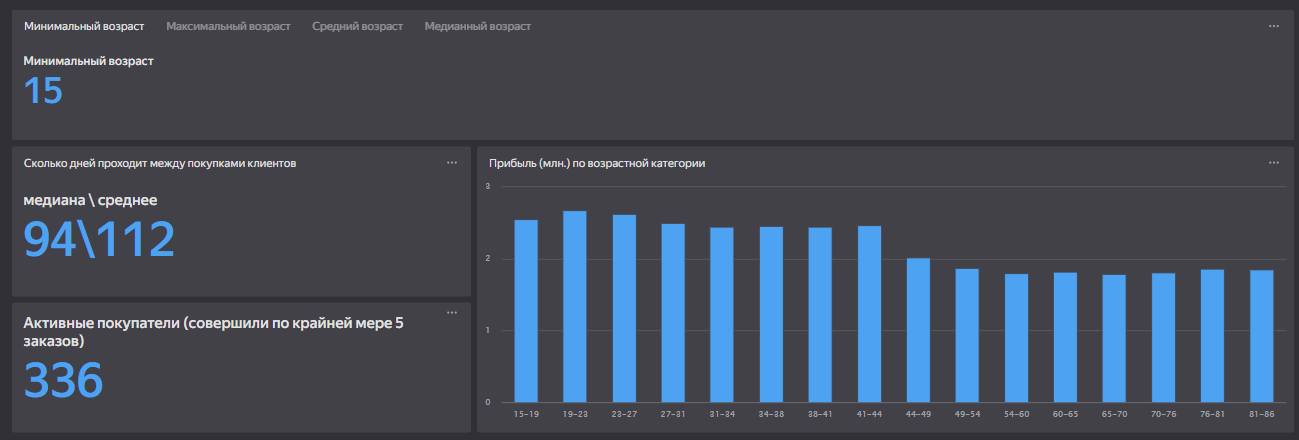 Минимальный возраст Максимальный возраст Средний возраст Медианный возраст
Минимальный возраст
15
Сколько дней проходит между покупками клиентов
медиана \ среднее
94\112
Активные покупатели (совершили по крайней мере 5
заказов)
336
Прибыль (млн.) по возрастной категории
3
2
1
0
15–19 19–23 23–27 27–31 31–34 34–38 38–41 41–44 44–49 49–54 54–60 60–65 65–70 70–76 76–81 81–86